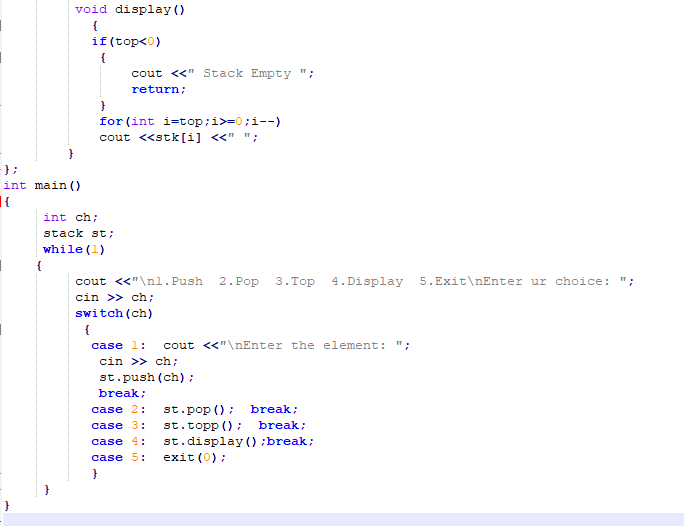 void display()
{
if(top<0)
{
cout <<" Stack Empty ";
return;
}
for(int i=top;i>=0;i--)
cout <<stk[i] <<" ";
}
};
int main()
{
int ch;
stack st;
while(1)
{
cout <<"\n1.Push  2.Pop  3.Top  4.Display  5.Exit\nEnter ur choice: ";
cin >> ch;
switch(ch)
{
case 1:  cout <<"\nEnter the element: ";
cin >> ch;
st.push(ch);
break;
case 2:  st.pop();  break;
case 3:  st.topp();  break;
case 4:  st.display();break;
case 5:  exit(0);
}
}
}